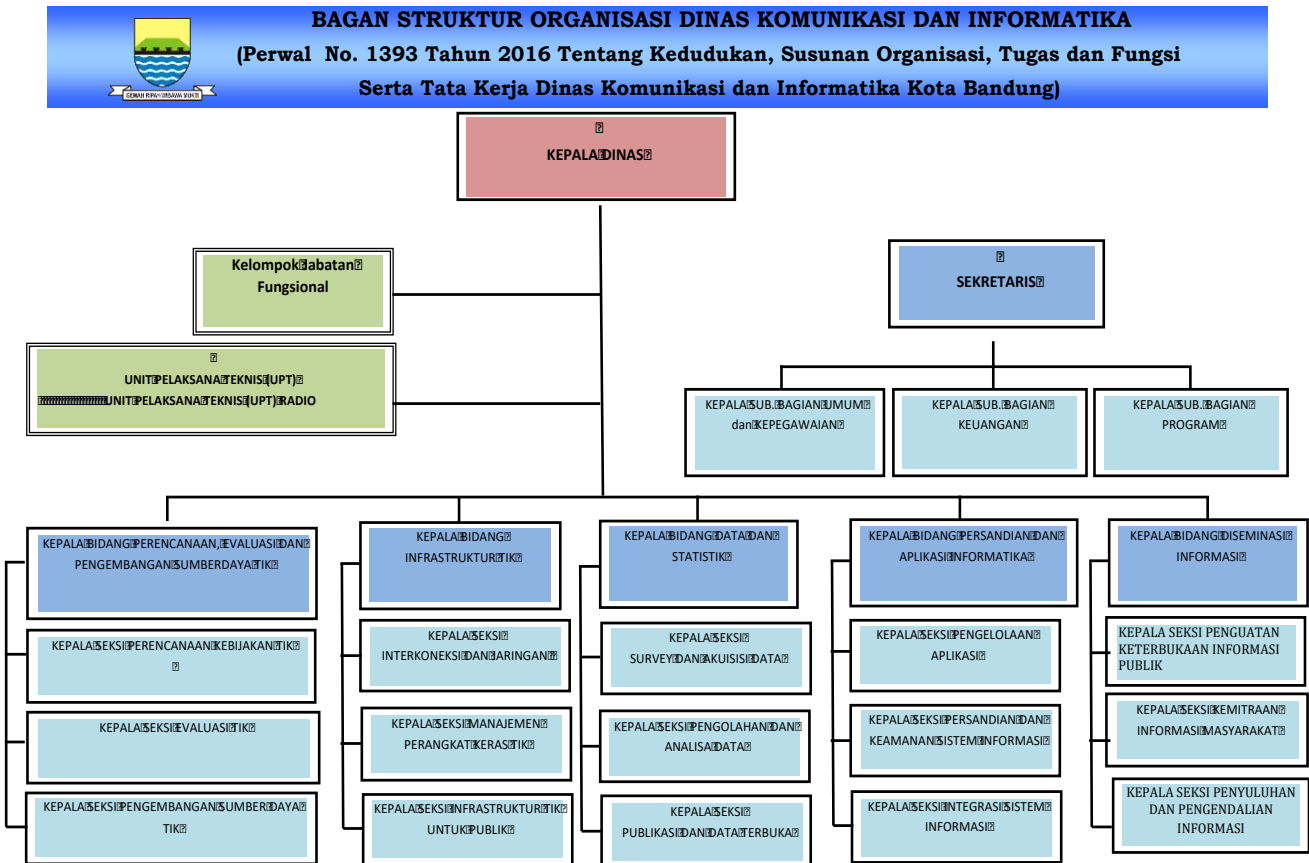 BAGAN STRUKTUR ORGANISASI DINAS KOMUNIKASI DAN INFORMATIKA
(Perwal No. 1393 Tahun 2016 Tentang Kedudukan, Susunan Organisasi, Tugas dan Fungsi
Serta Tata Kerja Dinas Komunikasi dan Informatika Kota Bandung)
GEMAH RIPAH WIBAWA MUKTI
KEPALA DINAS
Kelompok Jabatan
Fungsional
SEKRETARIS
UNIT PELAKSANA TEKNIS (UPT)
UNIT PELAKSANA TEKNIS (UPT) RADIO
KEPALA SUB. BAGIAN UMUM
dan KEPEGAWAIAN
KEPALA SUB. BAGIAN
KEUANGAN
KEPALA SUB. BAGIAN
PROGRAM
KEPALA BIDANG PERENCANAAN, EVALUASI DAN
PENGEMBANGAN SUMBERDAYA TIK
KEPALA BIDANG
INFRASTRUKTUR TIK
KEPALA BIDANG DATA DAN
STATISTIK
KEPALA BIDANG PERSANDIAN DAN
APLIKASI INFORMATIKA
KEPALA BIDANG DISEMINASI
INFORMASI
KEPALA SEKSI PERENCANAAN KEBIJAKAN TIK
KEPALA SEKSI
INTERKONEKSI DAN JARINGAN
KEPALA SEKSI
SURVEY DAN AKUISISI DATA
KEPALA SEKSI PENGELOLAAN
APLIKASI
KEPALA SEKSI PENGUATAN
KETERBUKAAN INFORMASI
PUBLIK
KEPALA SEKSI EVALUASI TIK
KEPALA SEKSI MANAJEMEN
PERANGKAT KERAS TIK
KEPALA SEKSI PENGOLAHAN DAN
ANALISA DATA
KEPALA SEKSI PERSANDIAN DAN
KEAMANAN SISTEM INFORMASI
KEPALA SEKSI KEMITRAAN
INFORMASI MASYARAKAT
KEPALA SEKSI PENGEMBANGAN SUMBER DAYA
TIK
KEPALA SEKSI INFRASTRUKTUR TIK
UNTUK PUBLIK
KEPALA SEKSI
PUBLIKASI DAN DATA TERBUKA
KEPALA SEKSI INTEGRASI SISTEM
INFORMASI
KEPALA SEKSI PENYULUHAN
DAN PENGENDALIAN
INFORMASI